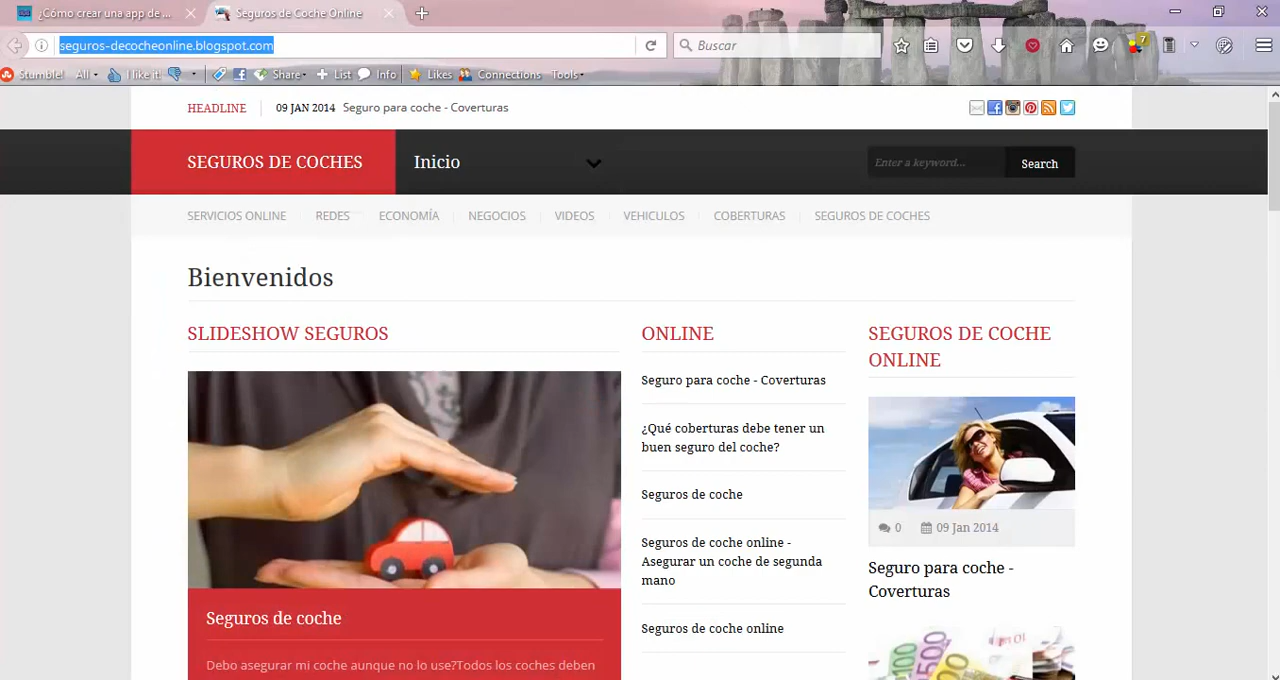 ¿Cómo crear una app de ...
Seguros de Coche Online
seguros-decocheonline.blogspot.com
Buscar
7
Stumble!
All
I like it
Share
List
Info
Likes
Connections
Tools
HEADLINE
09 JAN 2014 Seguro para coche - Coverturas
SEGUROS DE COCHES
Inicio
Enter a keyword...
Search
SERVICIOS ONLINE
REDES
ECONOMÍA
NEGOCIOS
VIDEOS
VEHICULOS
COBERTURAS
SEGUROS DE COCHES
Bienvenidos
SLIDESHOW SEGUROS
Seguros de coche
Debo asegurar mi coche aunque no lo use?Todos los coches deben
ONLINE
Seguro para coche - Coverturas
¿Qué coberturas debe tener un
buen seguro del coche?
Seguros de coche
Seguros de coche online -
Asegurar un coche de segunda
mano
Seguros de coche online
SEGUROS DE COCHE
ONLINE
0
09 Jan 2014
Seguro para coche -
Coverturas